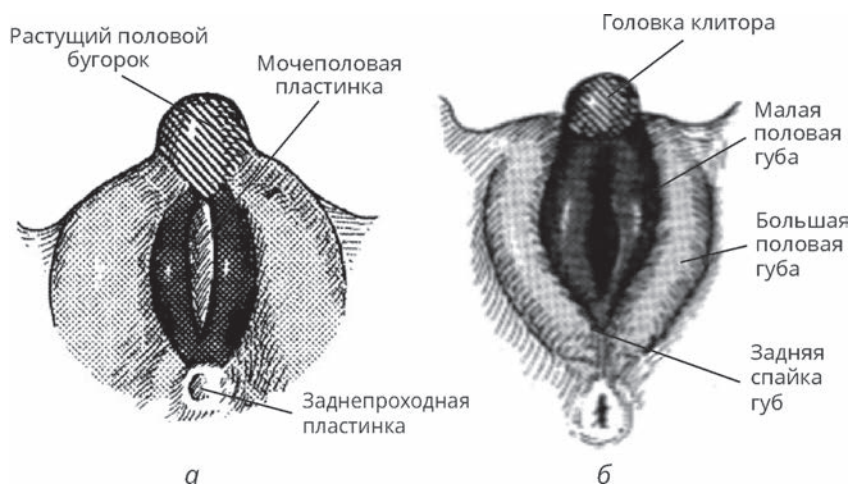 Растущий половой
бугорок
Мочеполовая
пластинка
Заднепроходная
пластинка
а
Головка клитора
Малая
половая
губа
Большая
половая
губа
Задняя
спайка
губ
б